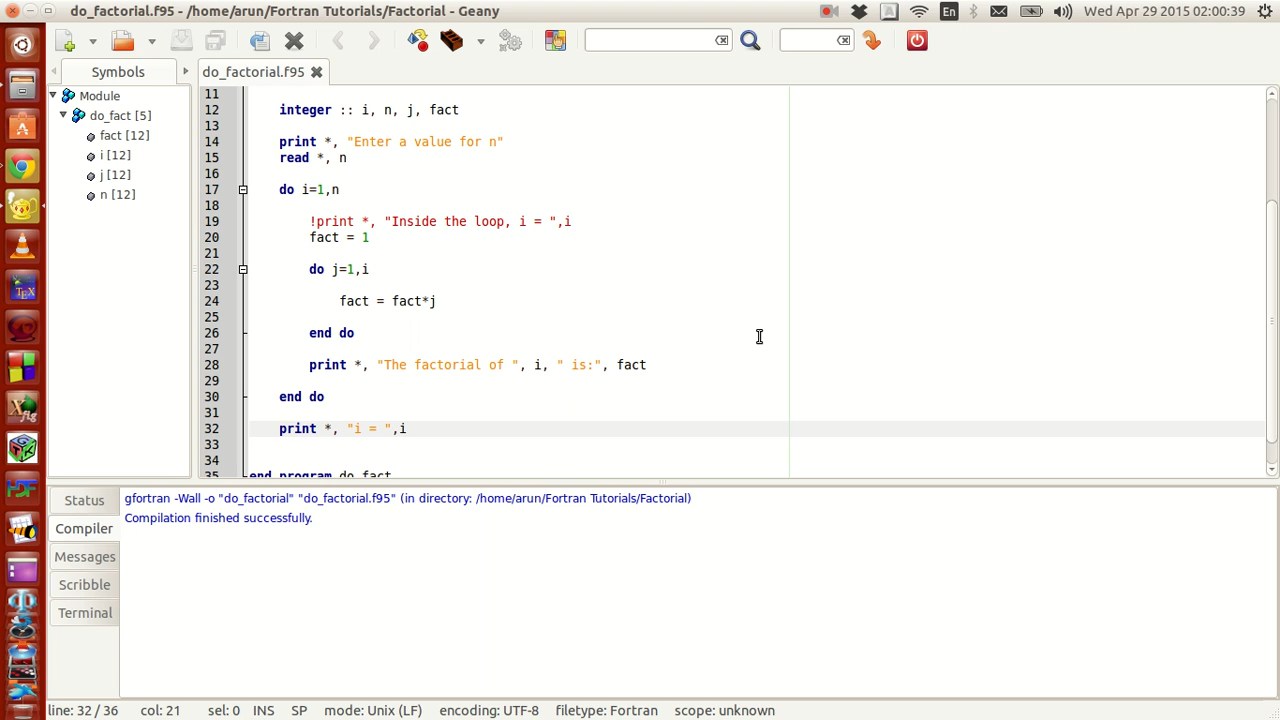 do_factorial.f95 - /home/arun/Fortran Tutorials/Factorial - Geany
En
Wed Apr 29 2015 02:00:39
Symbols
do_factorial.f95
Module
do_fact [5]
fact [12]
i [12]
j [12]
n [12]
11
12 integer :: i, n, j, fact
13
14 print *, "Enter a value for n"
15 read *, n
16
17 do i=1,n
18
19 !print *, "Inside the loop, i = ",i
20 fact = 1
21
22 do j=1,i
23
24 fact = fact*j
25
26 end do
27
28 print *, "The factorial of ", i, " is:", fact
29
30 end do
31
32 print *, "i = ",i
33
34
35 end program do_fact
Status
Compiler
Messages
Scribble
Terminal
gfortran -Wall -o "do_factorial" "do_factorial.f95" (in directory: /home/arun/Fortran Tutorials/Factorial)
Compilation finished successfully.
line: 32 / 36 col: 21 sel: 0 INS SP mode: Unix (LF) encoding: UTF-8 filetype: Fortran scope: unknown